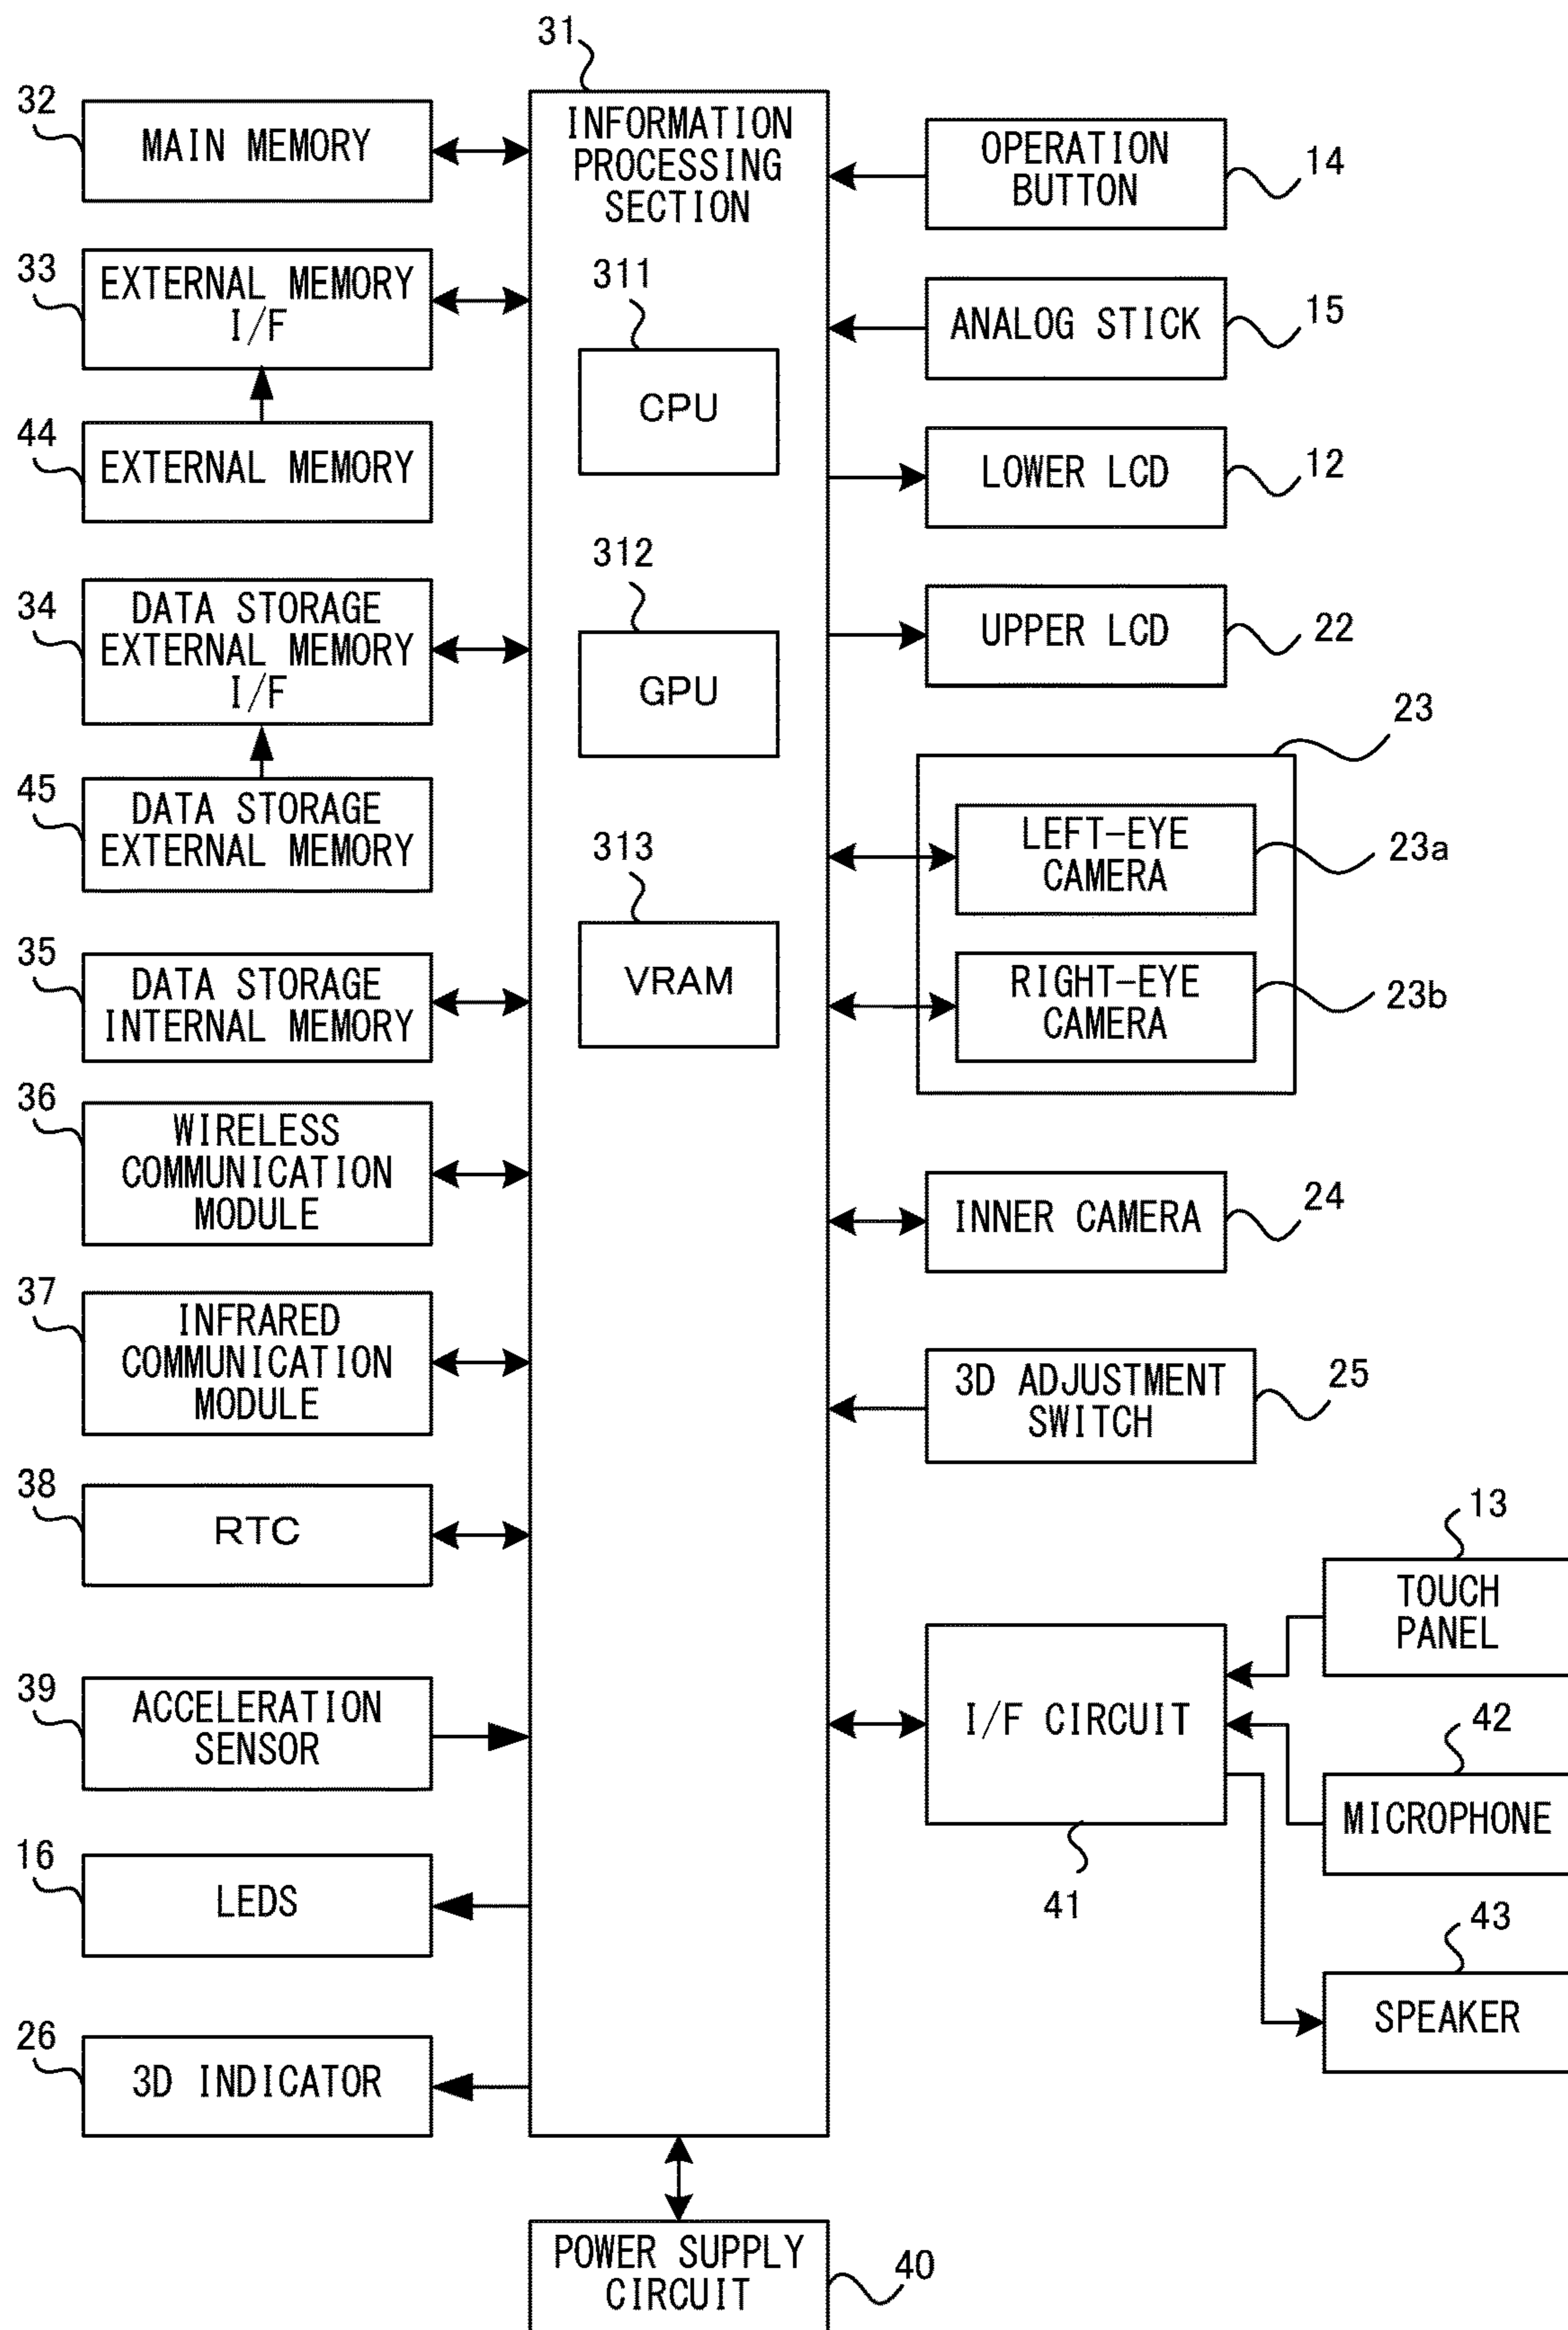 31
INFORMATION
PROCESSING
SECTION
311
CPU
312
GPU
313
VRAM
32
MAIN MEMORY
33
EXTERNAL MEMORY
I/F
44
EXTERNAL MEMORY
34
DATA STORAGE
EXTERNAL MEMORY
I/F
45
DATA STORAGE
EXTERNAL MEMORY
35
DATA STORAGE
INTERNAL MEMORY
36
WIRELESS
COMMUNICATION
MODULE
37
INFRARED
COMMUNICATION
MODULE
38
RTC
39
ACCELERATION
SENSOR
16
LEDS
26
3D INDICATOR
OPERATION
BUTTON
14
ANALOG STICK
15
LOWER LCD
12
UPPER LCD
22
23
LEFT-EYE
CAMERA
23a
RIGHT-EYE
CAMERA
23b
INNER CAMERA
24
3D ADJUSTMENT
SWITCH
25
13
TOUCH
PANEL
I/F CIRCUIT
41
42
MICROPHONE
43
SPEAKER
POWER SUPPLY
CIRCUIT
40